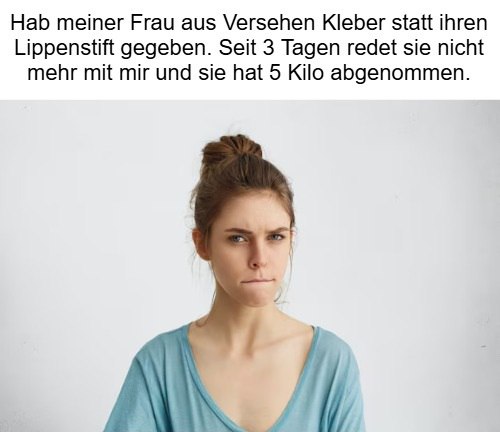 Hab meiner Frau aus Versehen Kleber statt ihren
Lippenstift gegeben. Seit 3 Tagen redet sie nicht
mehr mit mir und sie hat 5 Kilo abgenommen.